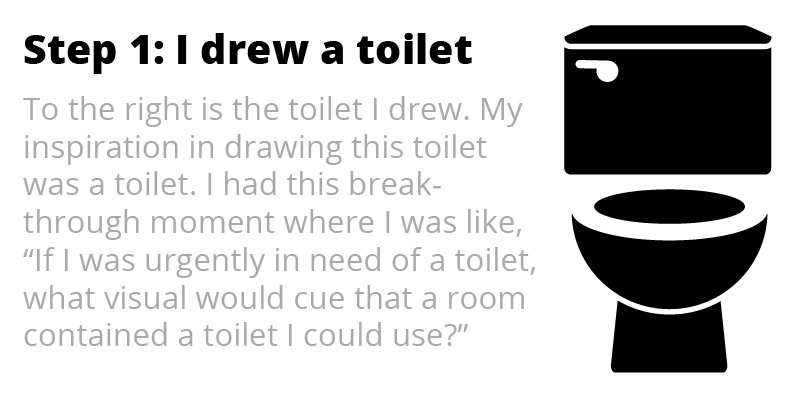 Step 1: I drew a toilet
To the right is the toilet I drew. My
inspiration in drawing this toilet
was a toilet. I had this break-
through moment where I was like,
“If I was urgently in need of a toilet,
what visual would cue that a room
contained a toilet I could use?”